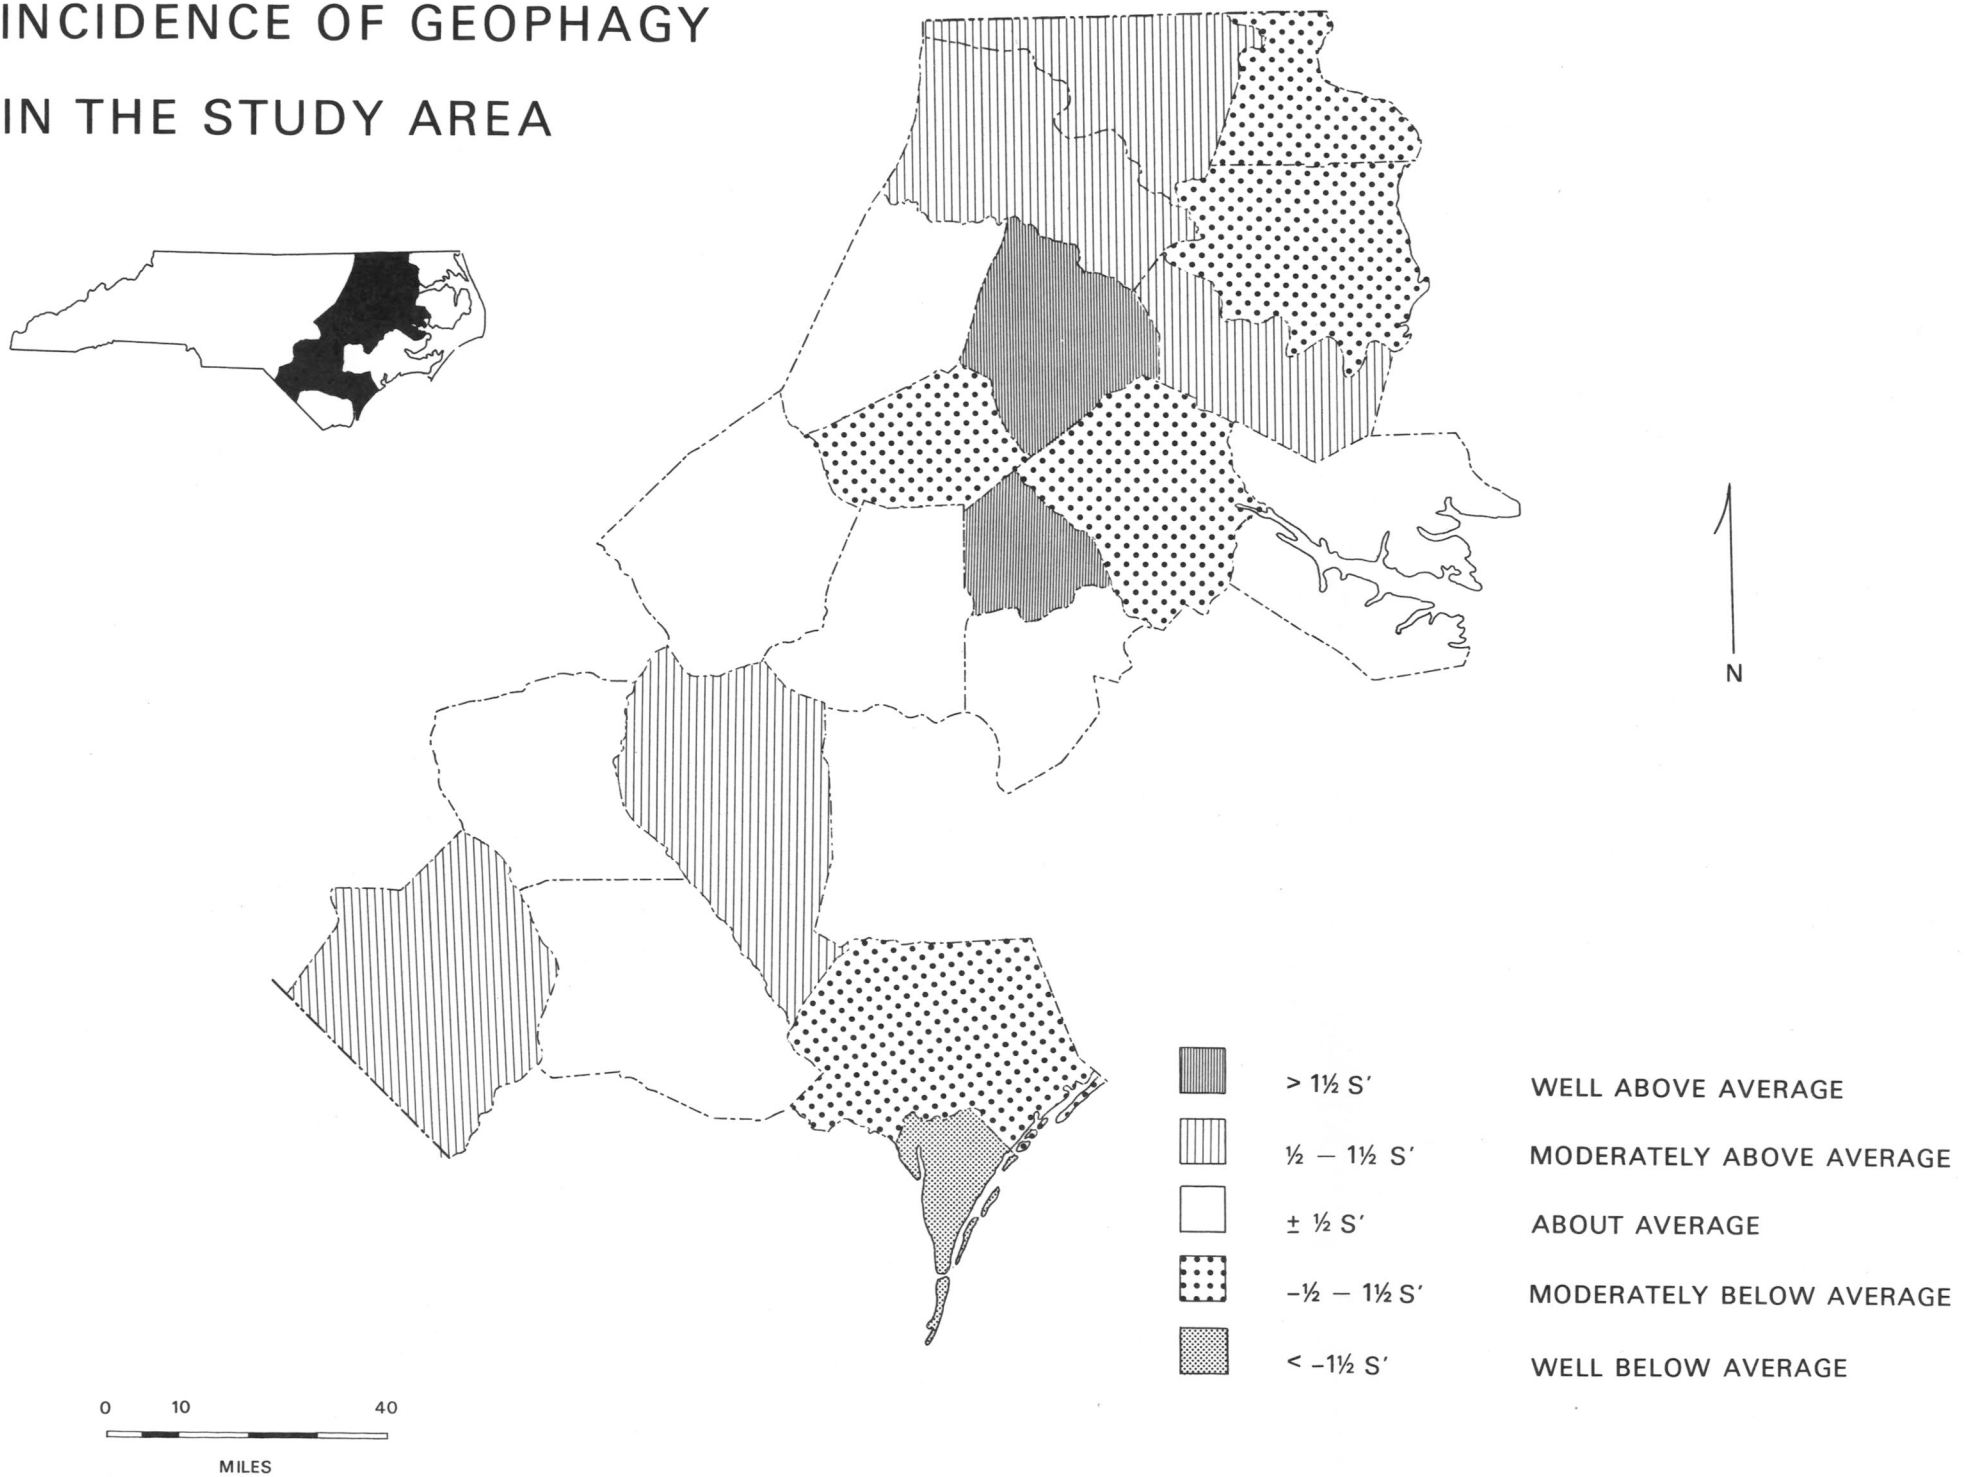 INCIDENCE OF GEOPHAGY
IN THE STUDY AREA
N
> 1½ S′ WELL ABOVE AVERAGE
½ — 1½ S′ MODERATELY ABOVE AVERAGE
± ½ S′ ABOUT AVERAGE
–½ — 1½ S′ MODERATELY BELOW AVERAGE
< –1½ S′ WELL BELOW AVERAGE
0 10 40
MILES